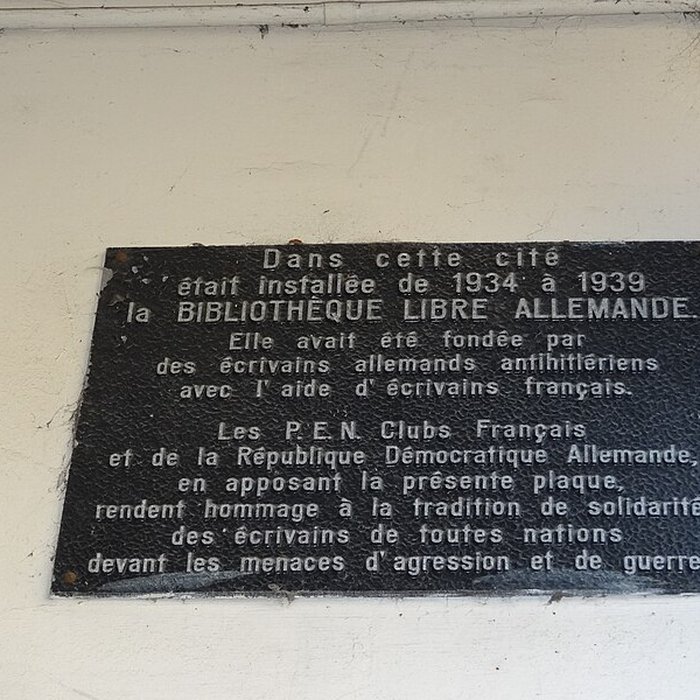 Dans cette cité
était installée de 1934 à 1939
la BIBLIOTHÈQUE LIBRE ALLEMANDE
Elle avait été fondée par
des écrivains allemands antihitlériens
avec l'aide d'écrivains français.
Les P.E.N. Clubs Français
et de la République Démocratique Allemande,
en apposant la présente plaque,
rendent hommage à la tradition de solidarité
des écrivains de toutes nations
devant les menaces d'agression et de guerre